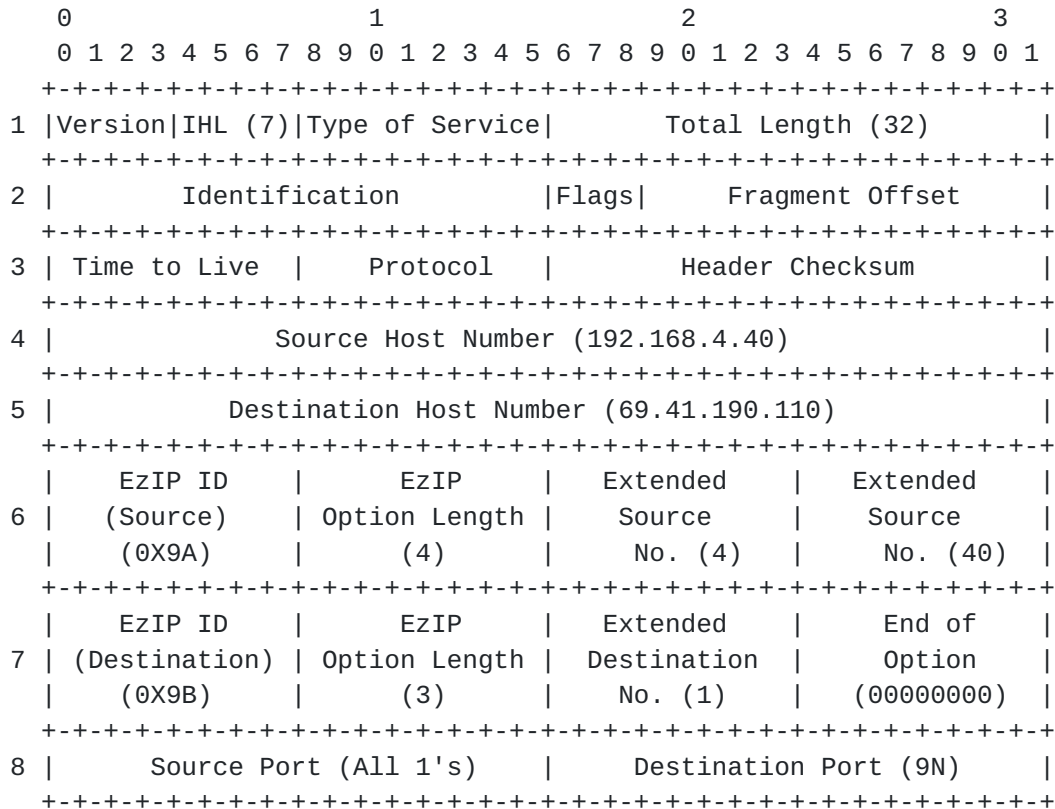 0                   1                   2                   3
    0 1 2 3 4 5 6 7 8 9 0 1 2 3 4 5 6 7 8 9 0 1 2 3 4 5 6 7 8 9 0 1
   +-+-+-+-+-+-+-+-+-+-+-+-+-+-+-+-+-+-+-+-+-+-+-+-+-+-+-+-+-+-+-+-+
 1 |Version|IHL (7)|Type of Service|       Total Length (32)       |
   +-+-+-+-+-+-+-+-+-+-+-+-+-+-+-+-+-+-+-+-+-+-+-+-+-+-+-+-+-+-+-+-+
 2 |        Identification         |Flags|     Fragment Offset     |
   +-+-+-+-+-+-+-+-+-+-+-+-+-+-+-+-+-+-+-+-+-+-+-+-+-+-+-+-+-+-+-+-+
 3 | Time to Live  |    Protocol   |        Header Checksum        |
   +-+-+-+-+-+-+-+-+-+-+-+-+-+-+-+-+-+-+-+-+-+-+-+-+-+-+-+-+-+-+-+-+
 4 |              Source Host Number (192.168.4.40)                |
   +-+-+-+-+-+-+-+-+-+-+-+-+-+-+-+-+-+-+-+-+-+-+-+-+-+-+-+-+-+-+-+-+
 5 |           Destination Host Number (69.41.190.110)             |
   +-+-+-+-+-+-+-+-+-+-+-+-+-+-+-+-+-+-+-+-+-+-+-+-+-+-+-+-+-+-+-+-+
   |    EzIP ID    |      EzIP     |   Extended    |   Extended    |
 6 |   (Source)    | Option Length |    Source     |    Source     |
   |    (0X9A)     |      (4)      |     No. (4)   |     No. (40)  |
   +-+-+-+-+-+-+-+-+-+-+-+-+-+-+-+-+-+-+-+-+-+-+-+-+-+-+-+-+-+-+-+-+
   |    EzIP ID    |      EzIP     |   Extended    |     End of    |
 7 | (Destination) | Option Length |  Destination  |     Option    |
   |    (0X9B)     |      (3)      |    No. (1)    |   (00000000)  |
   +-+-+-+-+-+-+-+-+-+-+-+-+-+-+-+-+-+-+-+-+-+-+-+-+-+-+-+-+-+-+-+-+
 8 |      Source Port (All 1's)    |     Destination Port (9N)     |
   +-+-+-+-+-+-+-+-+-+-+-+-+-+-+-+-+-+-+-+-+-+-+-+-+-+-+-+-+-+-+-+-+